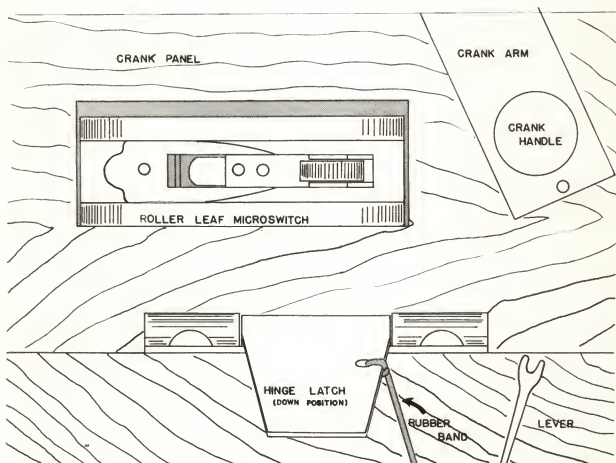 CRANK PANEL
CRANK ARM
CRANK
HANDLE
ROLLER LEAF MICROSWITCH
HINGE LATCH
(DOWN POSITION)
RUBBER
BAND
LEVER